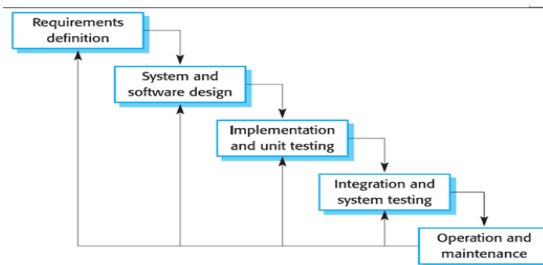 Requirements
definition
System and
software design
Implementation
and unit testing
Integration and
system testing
Operation and
maintenance